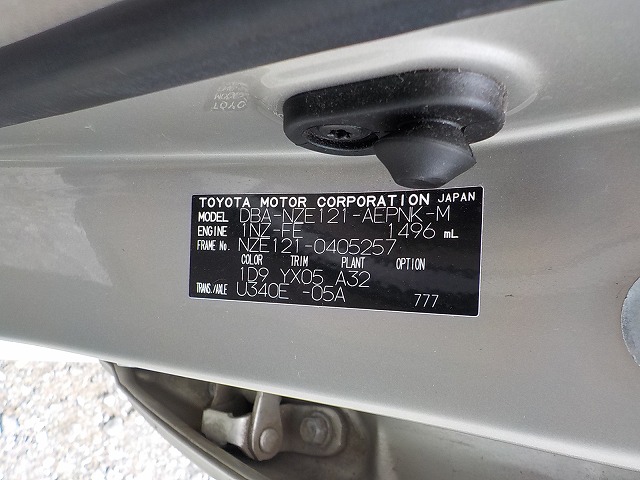 TOYOTA MOTOR CORPORATION JAPAN
MODEL DBA-NZE121-AEPNK-M
ENGINE 1NZ-FE 1496 mL
FRAME No. NZE121-0405257
COLOR TRIM PLANT OPTION
1D9 YX05 A32
TRANS./AXLE U340E -05A 777